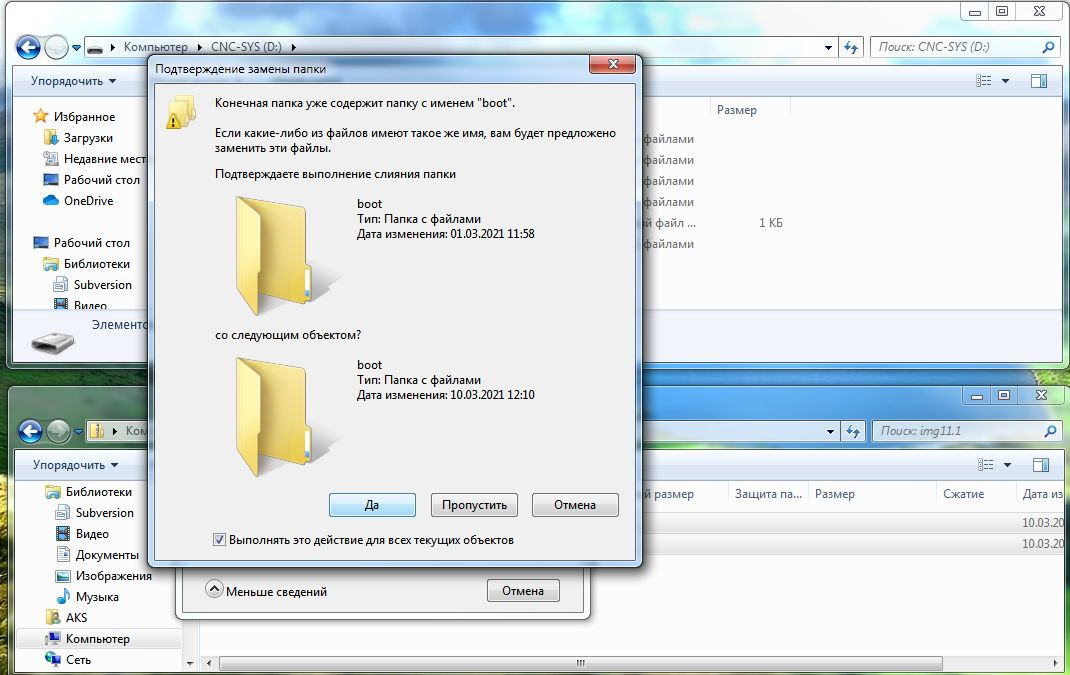 Компьютер
CNC-SYS (D:)
Поиск: CNC-SYS (D:)
Упорядочить
Избранное
Загрузки
Недавние мест
Рабочий стол
OneDrive
Рабочий стол
Библиотеки
Subversion
Видео
Элементо
Размер
файлами
файлами
файлами
файлами
й файл ...
1 КБ
файлами
Подтверждение замены папки
Конечная папка уже содержит папку с именем "boot".
Если какие-либо из файлов имеют такое же имя, вам будет предложено
заменить эти файлы.
Подтверждаете выполнение слияния папки
boot
Тип: Папка с файлами
Дата изменения: 01.03.2021 11:58
со следующим объектом?
boot
Тип: Папка с файлами
Дата изменения: 10.03.2021 12:10
Да
Пропустить
Отмена
Выполнять это действие для всех текущих объектов
Меньше сведений
Отмена
Ком
Поиск: img11.1
Упорядочить
Библиотеки
Subversion
Видео
Документы
Изображения
Музыка
AKS
Компьютер
Сеть
й размер
Защита па...
Размер
Сжатие
Дата из
10.03.20
10.03.20